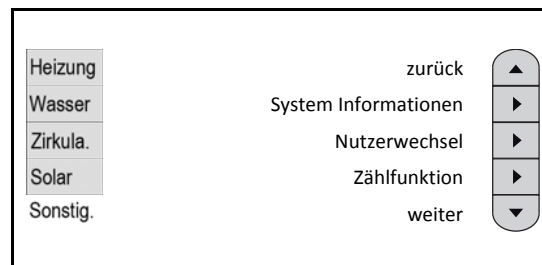 Heizung zurück
Wasser System Informationen
Zirkula. Nutzerwechsel
Solar Zählfunktion
Sonstig. weiter